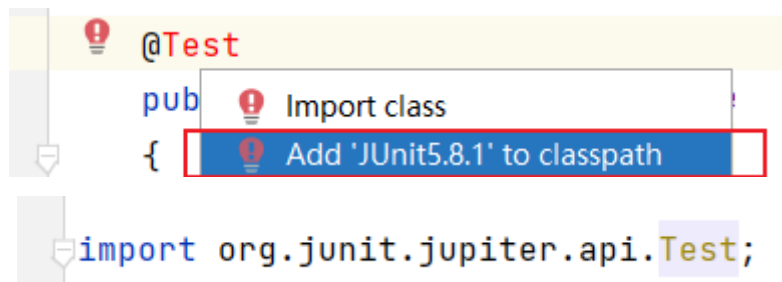 @Test
pub
Import class
{
Add 'JUnit5.8.1' to classpath
import org.junit.jupiter.api.Test;